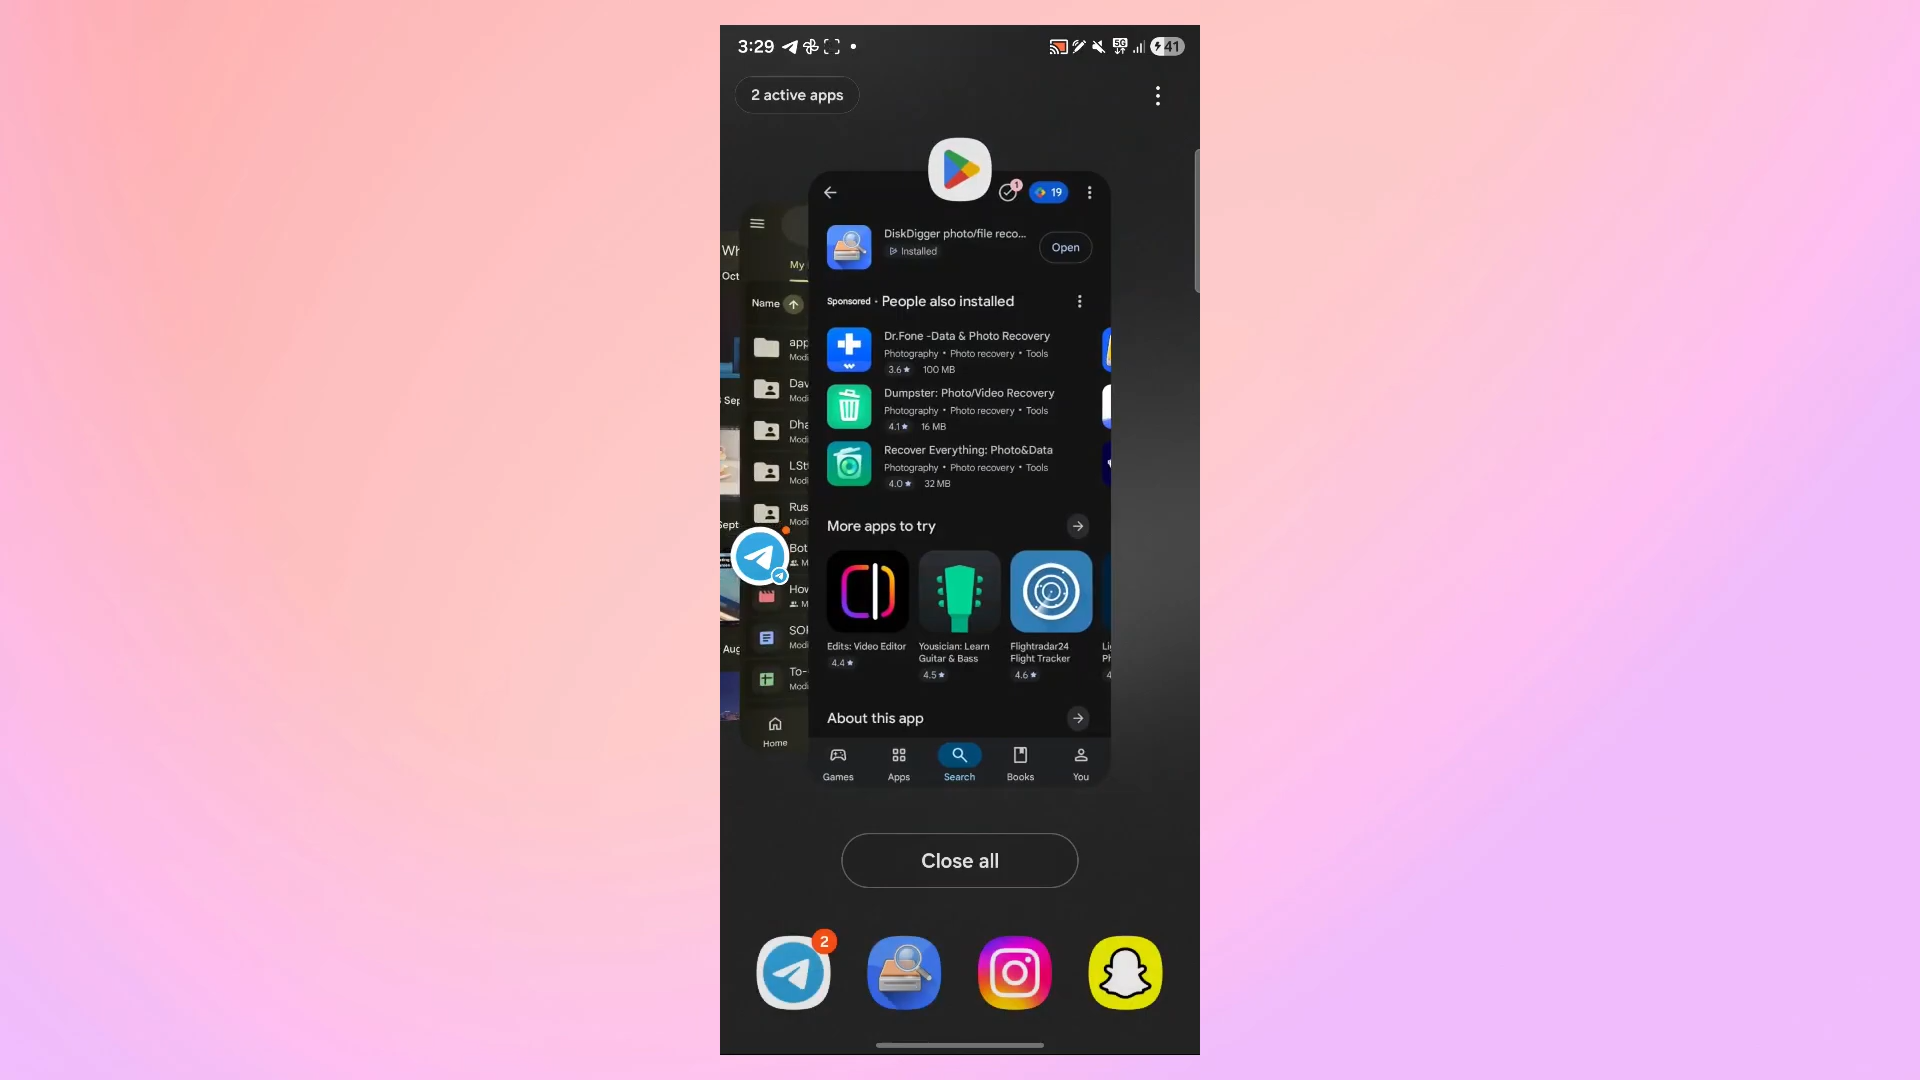 3:29
5G
41
2 active apps
1
19
DiskDigger photo/file reco...
Installed
Open
Oct
My
Name
Sponsored • People also installed
Dr.Fone -Data & Photo Recovery
Photography • Photo recovery • Tools
3.6★ 100 MB
Dumpster: Photo/Video Recovery
Photography • Photo recovery • Tools
4.1★ 16 MB
Recover Everything: Photo&Data
Photography • Photo recovery • Tools
4.0★ 32 MB
More apps to try
Edits: Video Editor
4.4★
Yousician: Learn
Guitar & Bass
4.5★
Flightradar24
Flight Tracker
4.6★
About this app
Home
Games
Apps
Search
Books
You
Close all
2